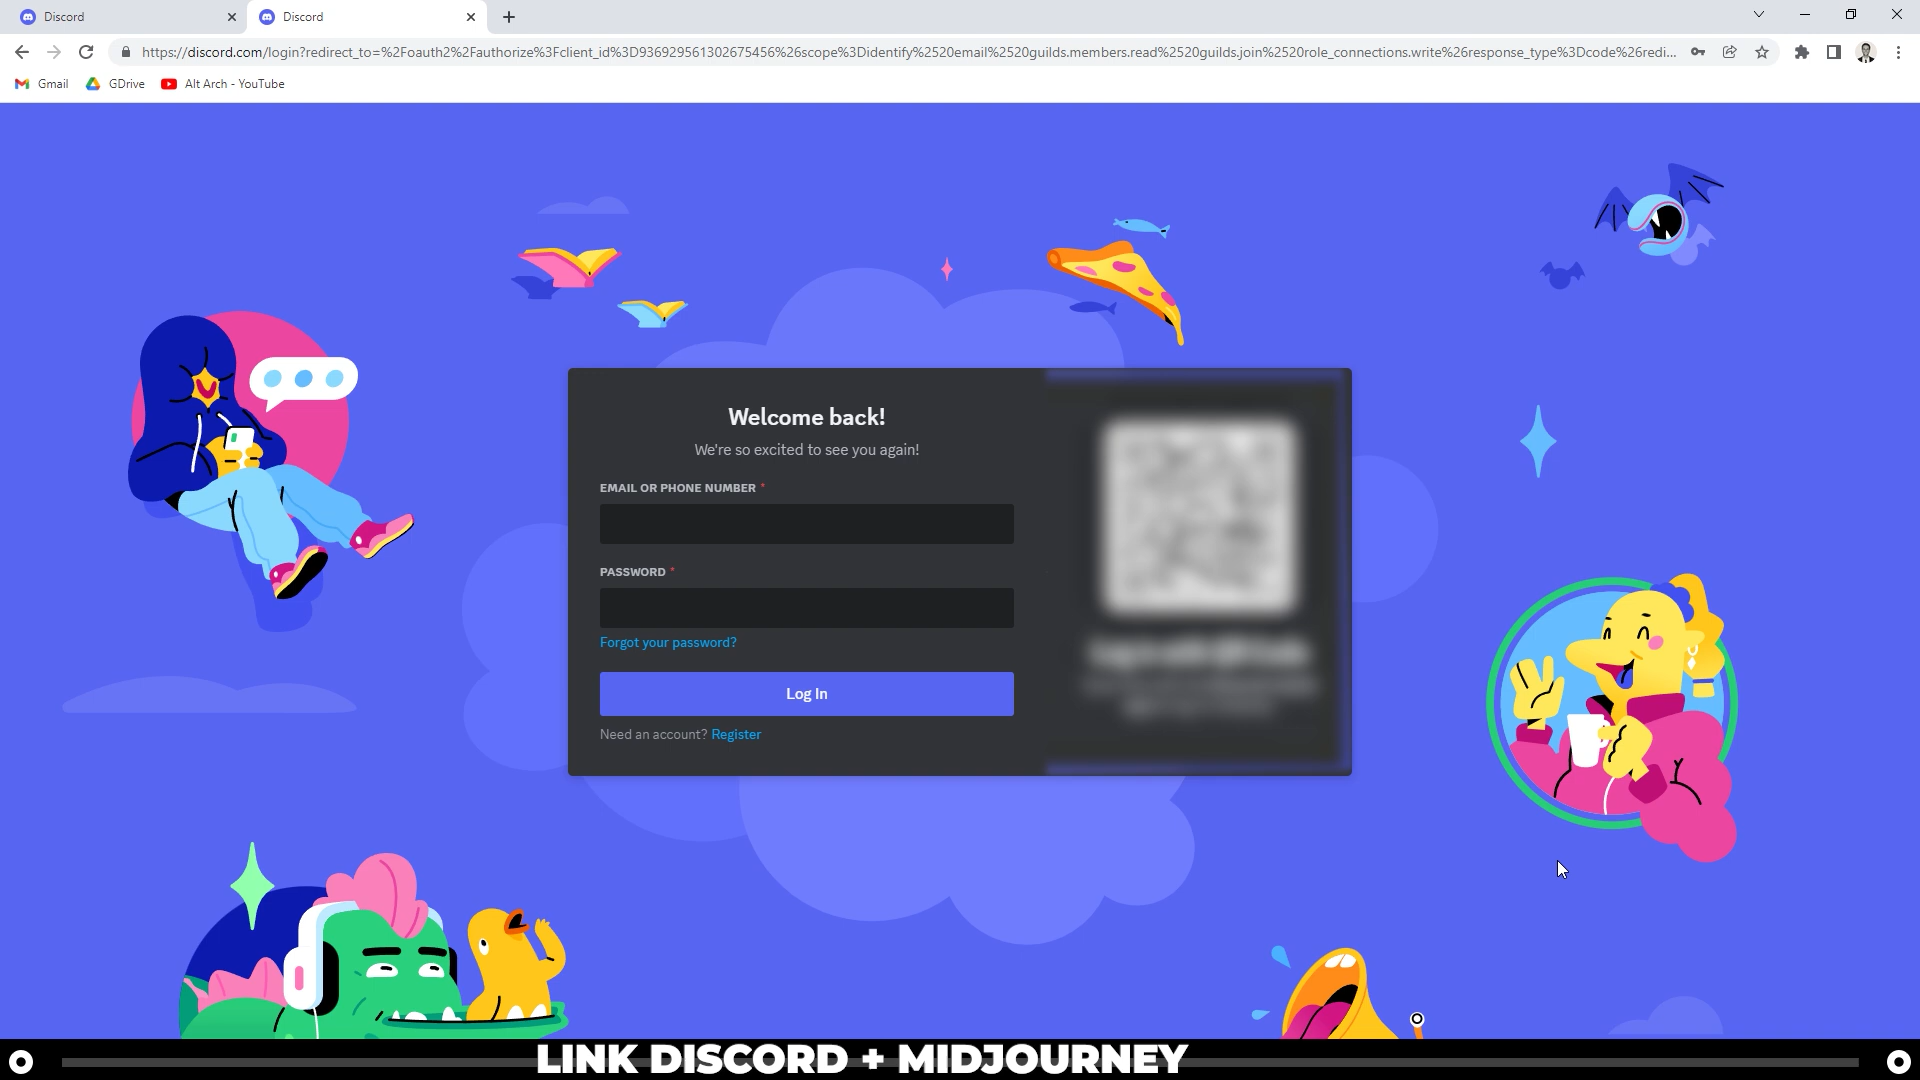 Discord
Discord
https://discord.com/login?redirect_to=%2Foauth2%2Fauthorize%3Fclient_id%3D936929561302675456%26scope%3Didentify%2520email%2520guilds.members.read%2520guilds.join%2520role_connections.write%26response_type%3Dcode%26redi...
Gmail
GDrive
Alt Arch - YouTube
Welcome back!
We're so excited to see you again!
EMAIL OR PHONE NUMBER *
PASSWORD *
Forgot your password?
Log In
Need an account? Register
LINK DISCORD + MIDJOURNEY